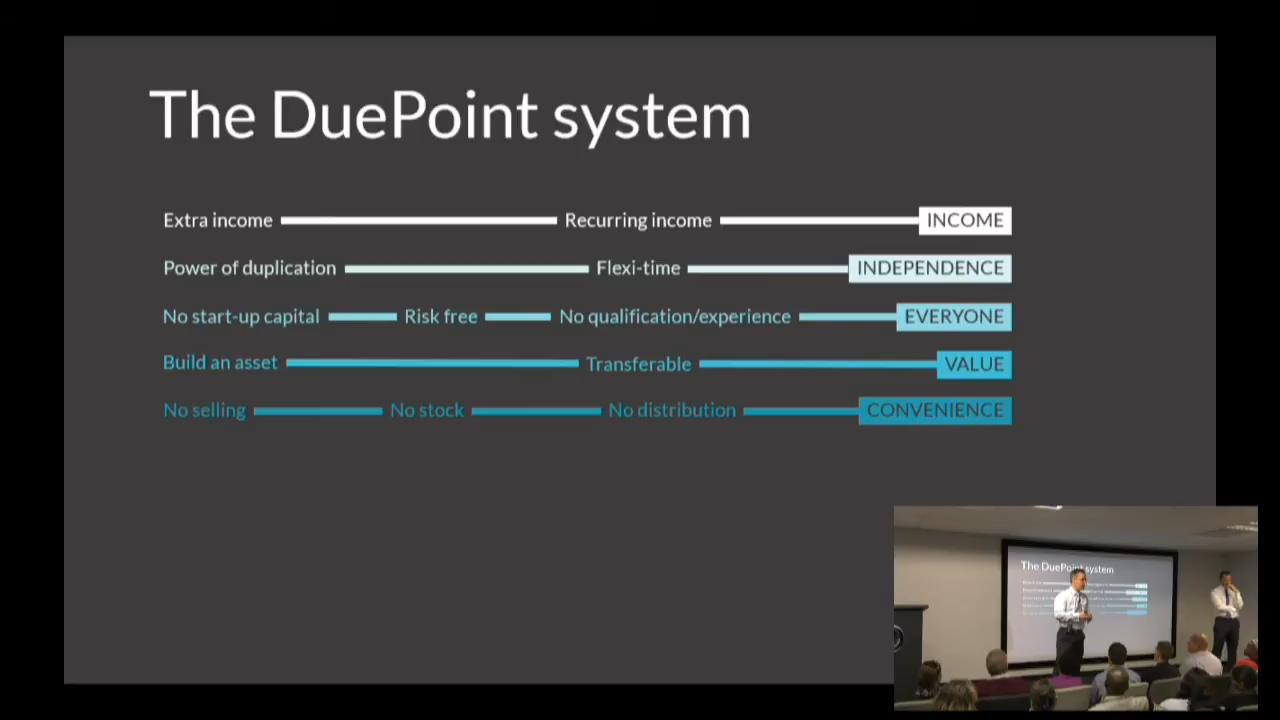 The DuePoint system
Extra income Recurring income INCOME
Power of duplication Flexi-time INDEPENDENCE
No start-up capital Risk free No qualification/experience EVERYONE
Build an asset Transferable VALUE
No selling No stock No distribution CONVENIENCE
The DuePoint system